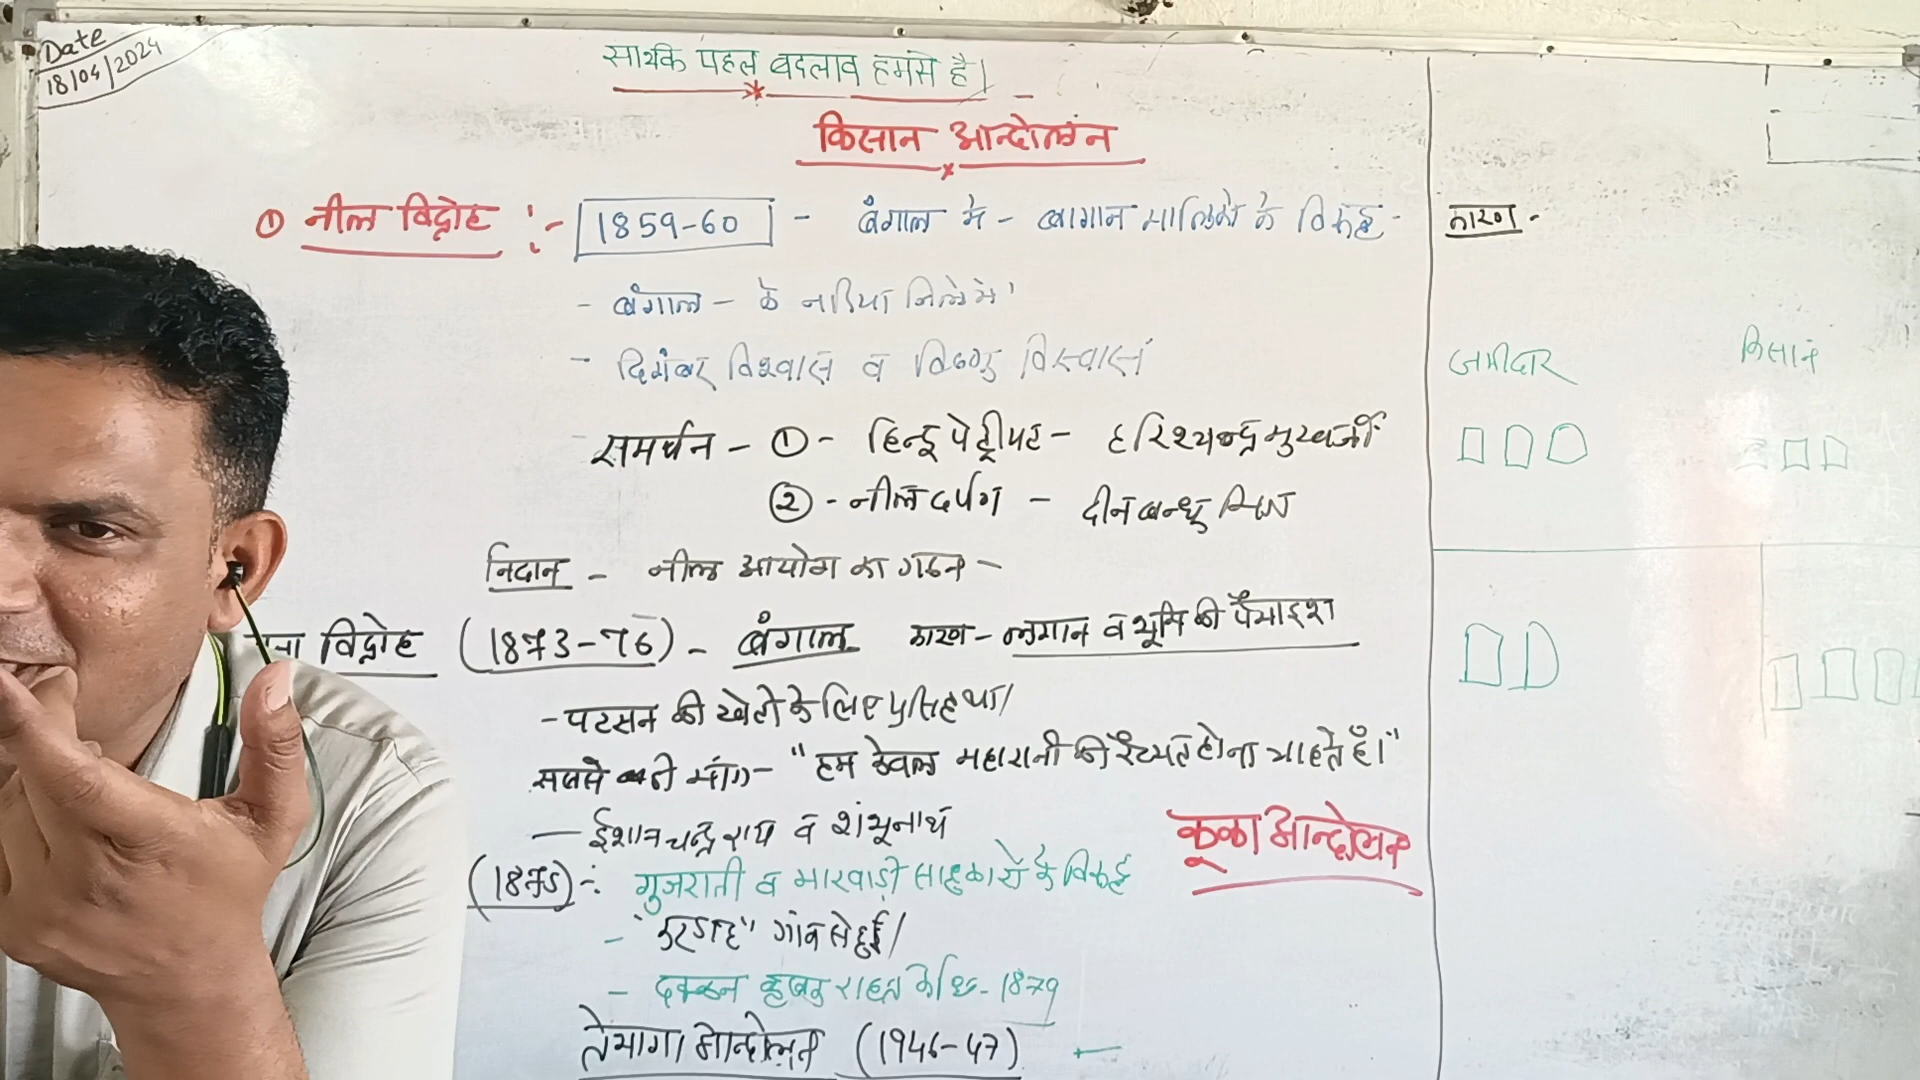 Date
18/04/2024
सार्थक पहल बदलाव हमसे है।
किसान आन्दोलन
① नील विद्रोह :- 1859-60 - बंगाल में - बागान मालिकों के विरूद्ध -
- बंगाल - के नदिया जिले में
- दिगंबर विश्वास व विष्णु विस्वास
समर्थन - ① - हिन्दू पेट्रीयट - हरिश्चन्द्र मुखर्जी
② - नील दर्पण - दीनबन्धु मित्र
निदान - नील आयोग का गठन -
विद्रोह (1873-76) - बंगाल कारण - लगान व भूमि की पैमाइश
- पटसन की खेती के लिए प्रसिद्ध था।
सबसे बड़ी मांग - "हम केवल महारानी की रैय्यत होना चाहते हैं।"
- ईशान चन्द्र राय व शंभूनाथ
(1875) -: गुजराती व मारवाड़ी साहुकारों के विरूद्ध
- "करडाह" गांव से हुई।
- दक्कन कृषक राहत अधि - 1879
तेभागा आन्दोलन (1946-47)
कूका आन्दोलन
कारण -
जमीदार किसान